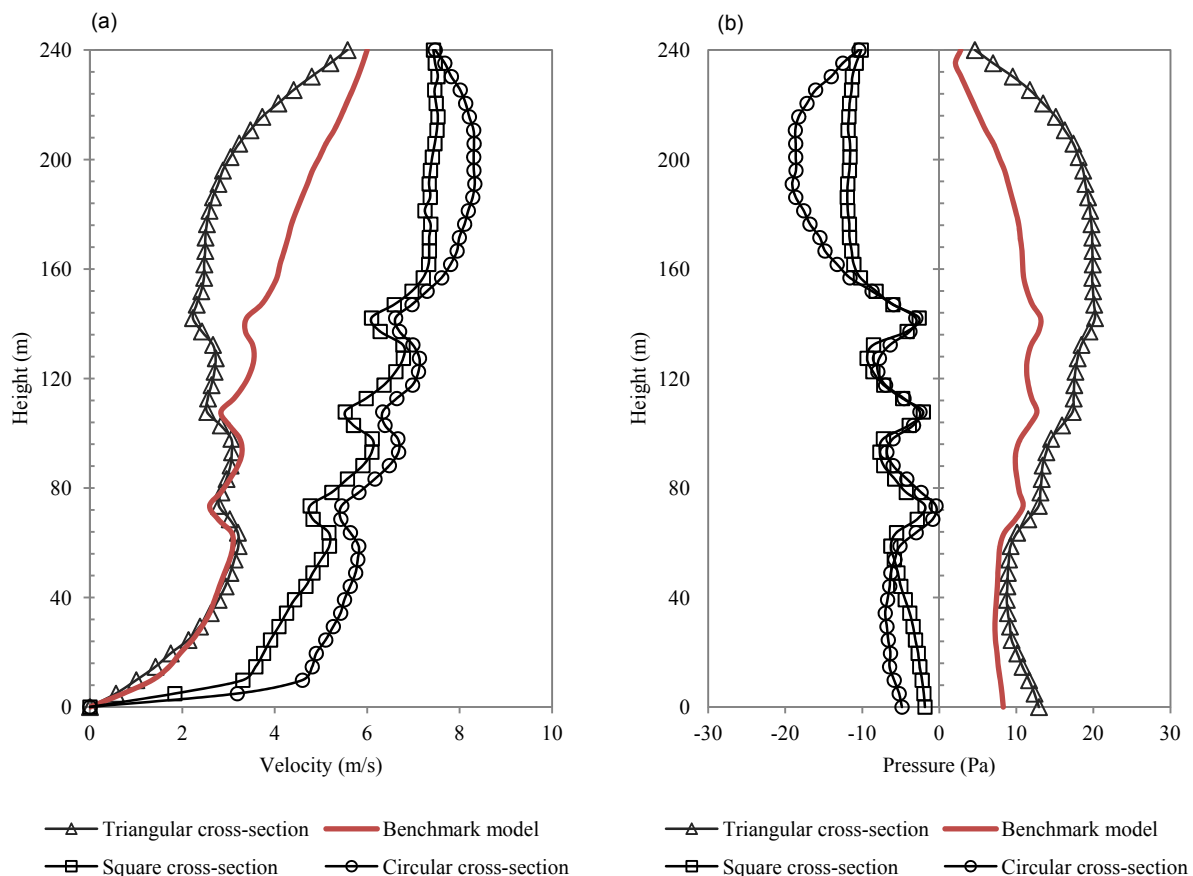 (a)
240
200
160
120
80
40
0
Height (m)
0 2 4 6 8 10
Velocity (m/s)
(b)
240
200
160
120
80
40
0
Height (m)
-30 -20 -10 0 10 20 30
Pressure (Pa)
Triangular cross-section Benchmark model
Square cross-section Circular cross-section
Triangular cross-section Benchmark model
Square cross-section Circular cross-section